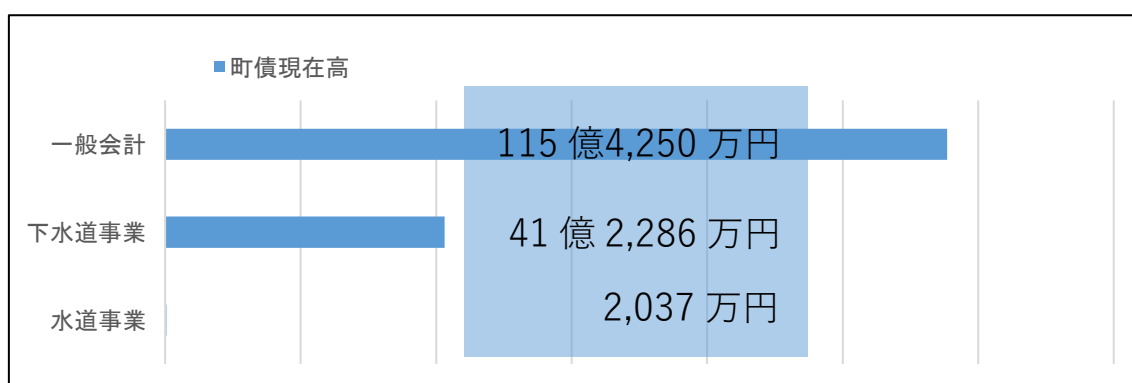 町債現在高
一般会計 115 億4,250 万円
下水道事業 41 億 2,286 万円
水道事業 2,037 万円